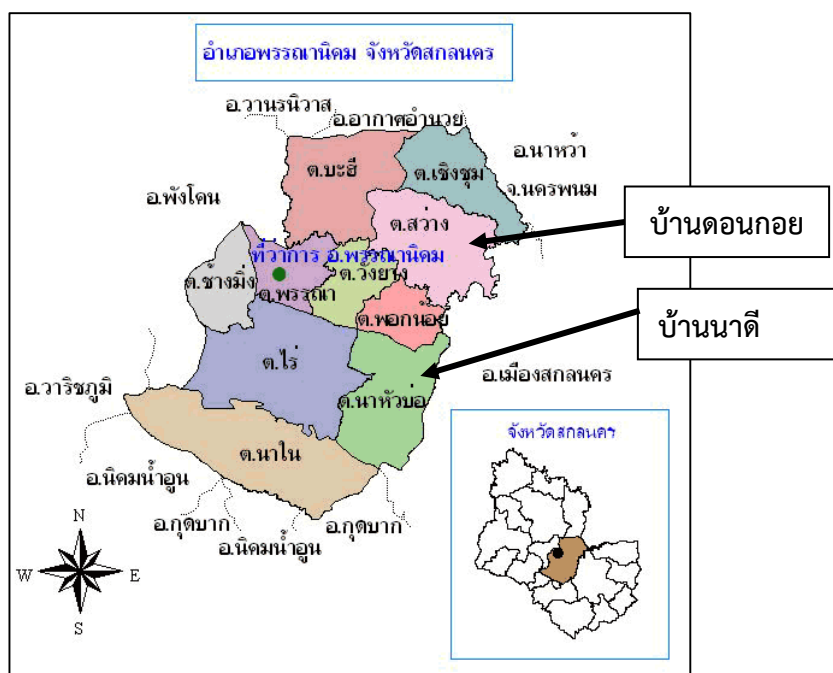 อำเภอพรรณานิคม จังหวัดสกลนคร
อ.วานรนิวาส
อ.อากาศอำนวย
อ.นาหว้า
จ.นครพนม
ต.บะฮี
ต.เชิงชุม
อ.พังโคน
ต.สว่าง
บ้านดอนกอย
ที่ว่าการ อ.พรรณานิคม
ต.วังยาง
ต.ช้างมิ่ง
ต.พรรณา
ต.พอกน้อย
บ้านนาดี
ต.ไร่
อ.เมืองสกลนคร
อ.วาริชภูมิ
ต.นาหัวบ่อ
ต.นาใน
จังหวัดสกลนคร
อ.นิคมน้ำอูน
อ.กุดบาก
อ.กุดบาก
อ.นิคมน้ำอูน
N
W
E
S